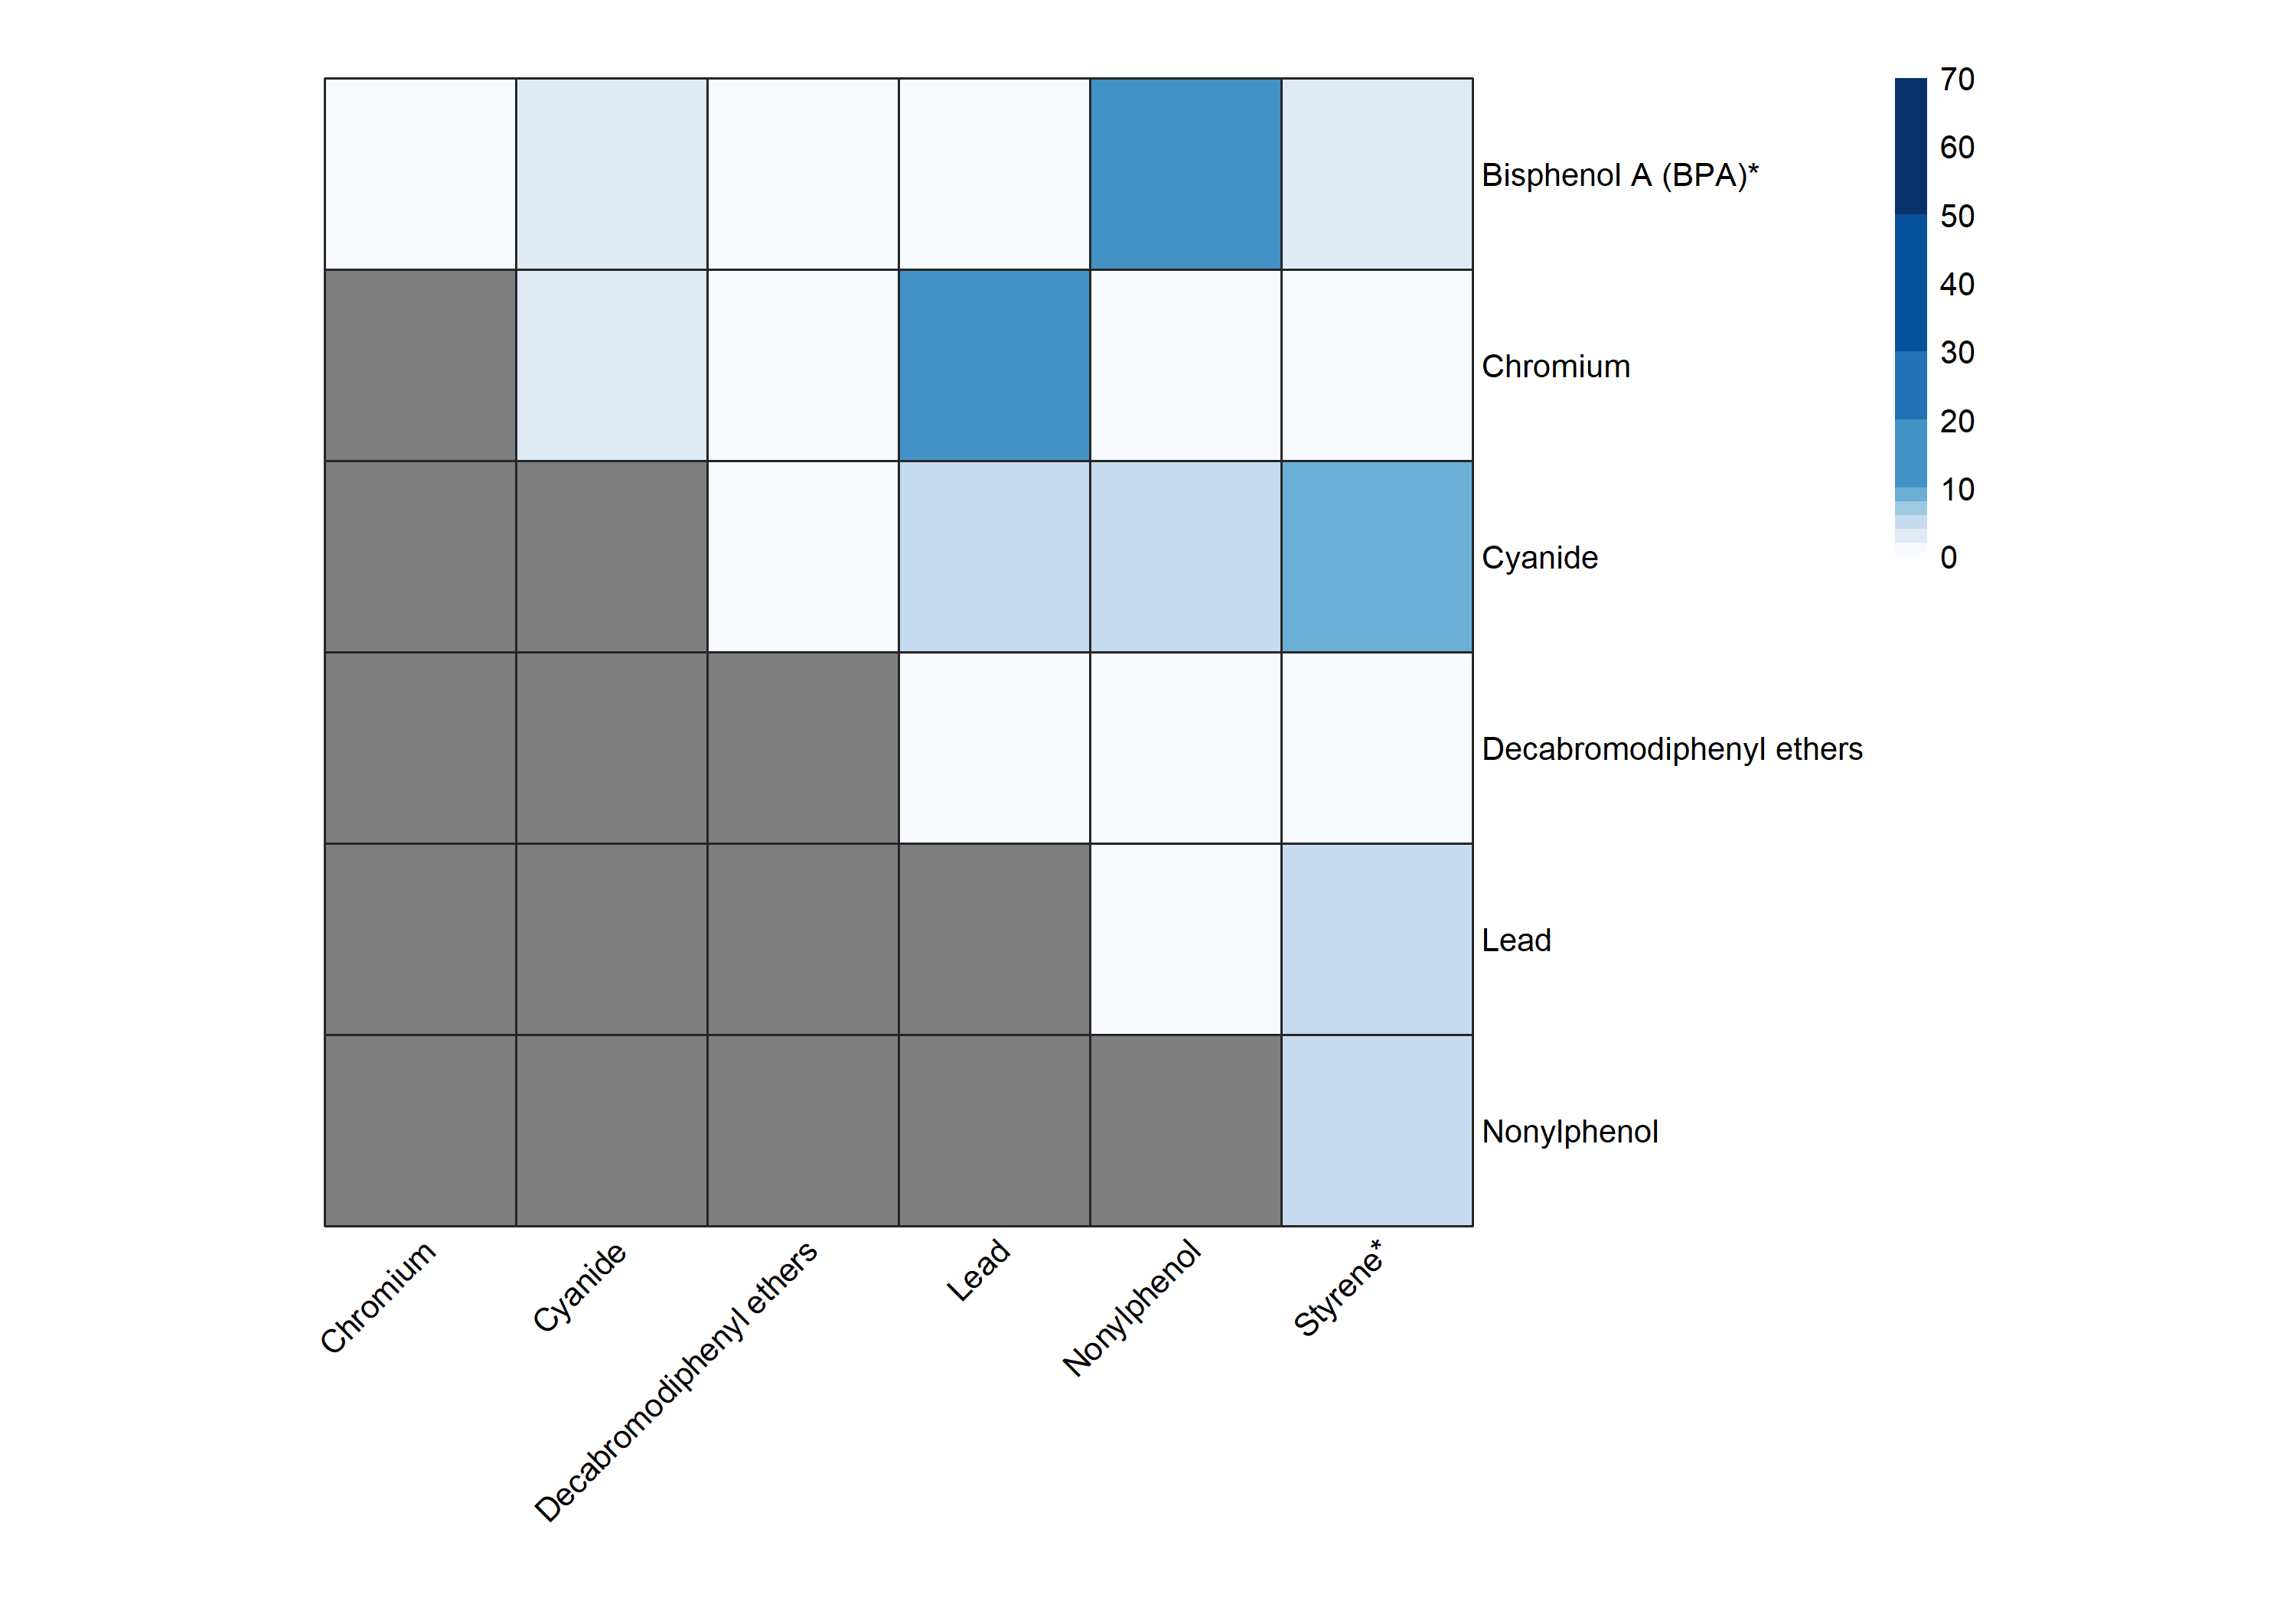 70
60
50
40
30
20
10
0
Bisphenol A (BPA)*
Chromium
Cyanide
Decabromodiphenyl ethers
Lead
Nonylphenol
Chromium
Cyanide
Decabromodiphenyl ethers
Lead
Nonylphenol
Styrene*